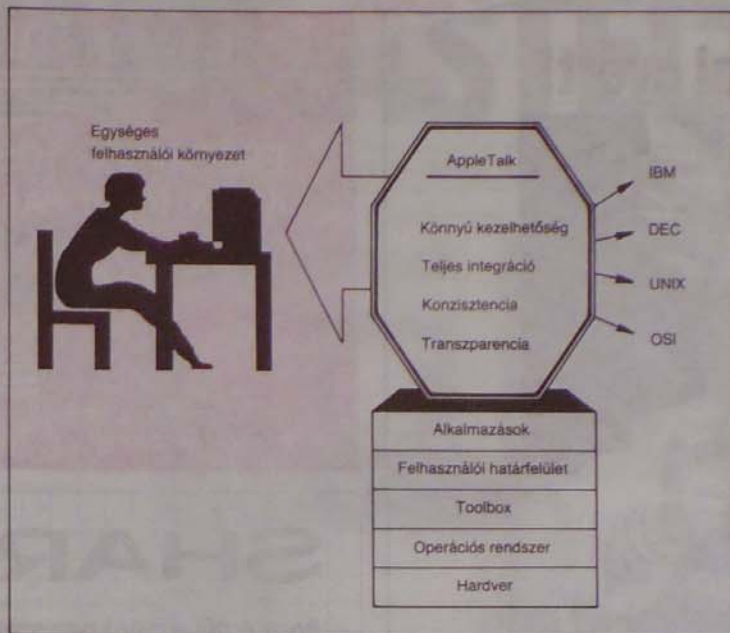 Egységes
felhasználói környezet
AppleTalk
Könnyű kezelhetőség
Teljes integráció
Konzisztencia
Transzparencia
IBM
DEC
UNIX
OSI
Alkalmazások
Felhasználói határfelület
Toolbox
Operációs rendszer
Hardver